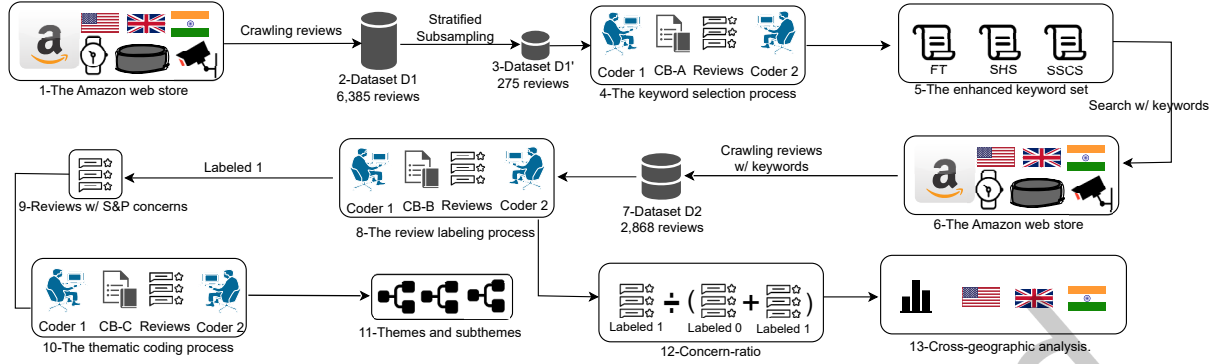 Crawling reviews
Stratified
Subsampling
a
1-The Amazon web store
2-Dataset D1
6,385 reviews
3-Dataset D1'
275 reviews
Coder 1 CB-A Reviews Coder 2
4-The keyword selection process
FT SHS SSCS
5-The enhanced keyword set
Search w/ keywords
Labeled 1
9-Reviews w/ S&P concerns
Coder 1 CB-B Reviews Coder 2
8-The review labeling process
Crawling reviews
w/ keywords
7-Dataset D2
2,868 reviews
a
6-The Amazon web store
Coder 1 CB-C Reviews Coder 2
10-The thematic coding process
11-Themes and subthemes
÷ ( + )
Labeled 1 Labeled 0 Labeled 1
12-Concern-ratio
13-Cross-geographic analysis.